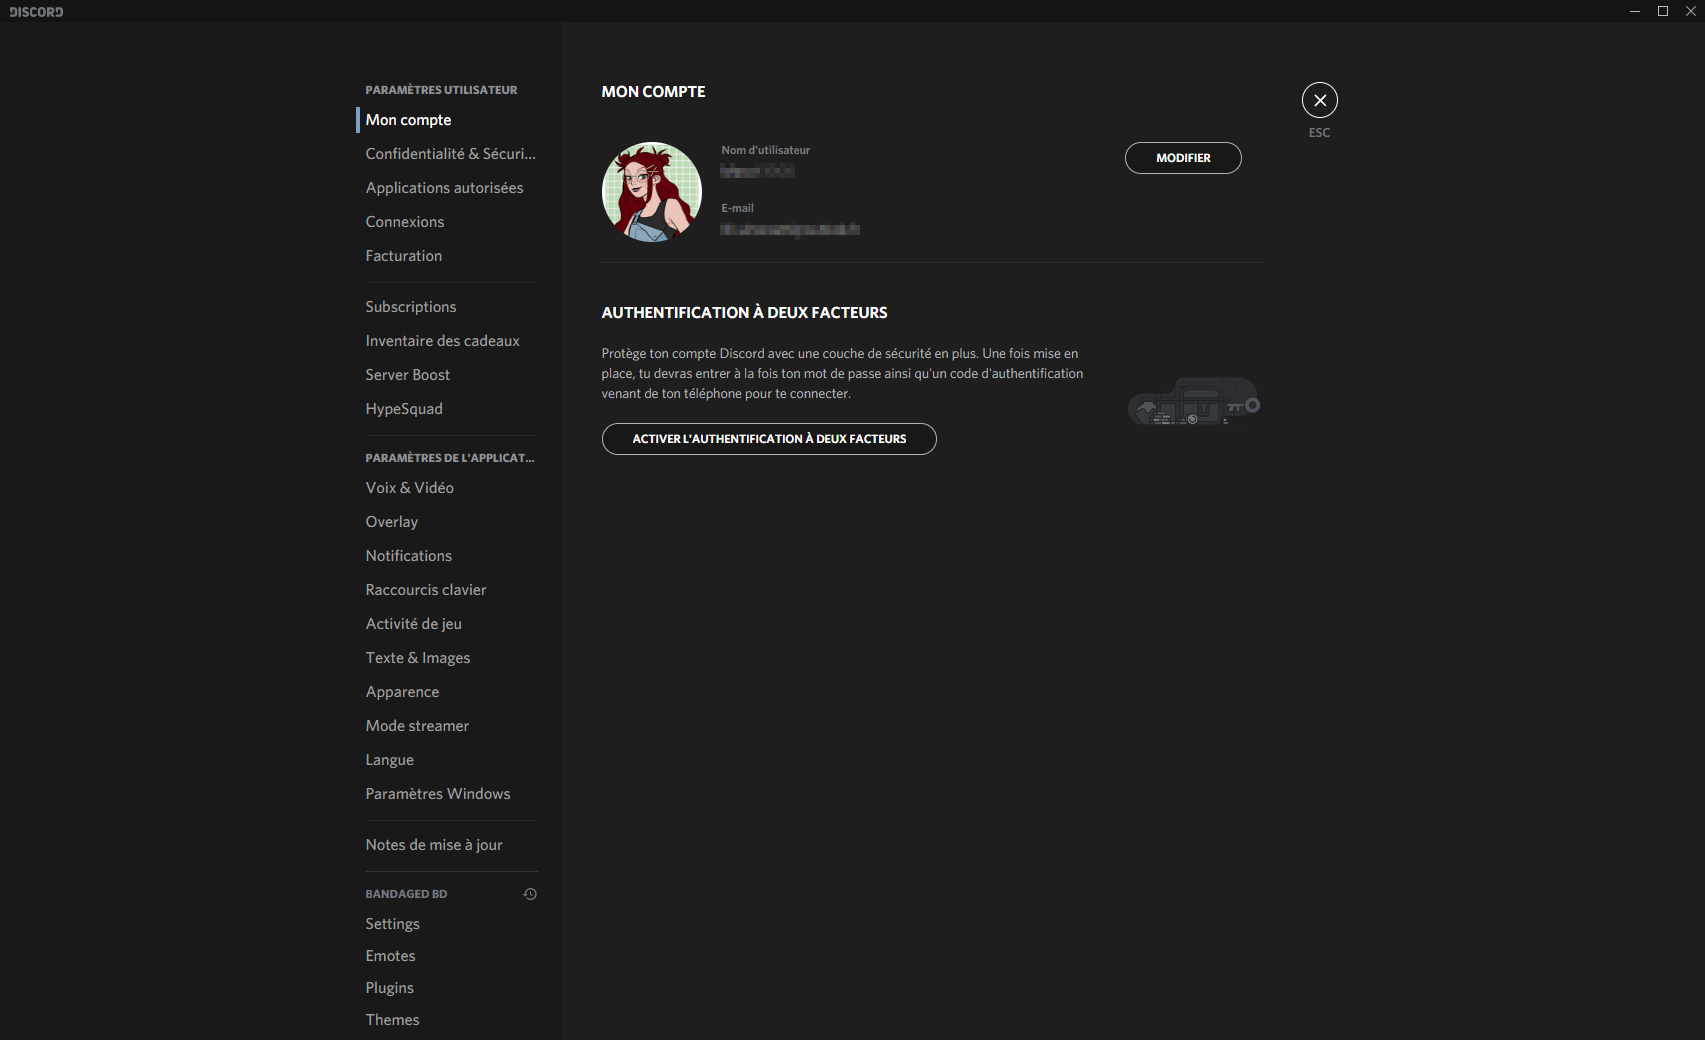 DISCORD
PARAMÈTRES UTILISATEUR
Mon compte
Confidentialité & Sécuri...
Applications autorisées
Connexions
Facturation
Subscriptions
Inventaire des cadeaux
Server Boost
HypeSquad
PARAMÈTRES DE L'APPLICAT...
Voix & Vidéo
Overlay
Notifications
Raccourcis clavier
Activité de jeu
Texte & Images
Apparence
Mode streamer
Langue
Paramètres Windows
Notes de mise à jour
BANDAGED BD
Settings
Emotes
Plugins
Themes
MON COMPTE
Nom d'utilisateur
E-mail
MODIFIER
ESC
AUTHENTIFICATION À DEUX FACTEURS
Protège ton compte Discord avec une couche de sécurité en plus. Une fois mise en
place, tu devras entrer à la fois ton mot de passe ainsi qu'un code d'authentification
venant de ton téléphone pour te connecter.
ACTIVER L'AUTHENTIFICATION À DEUX FACTEURS